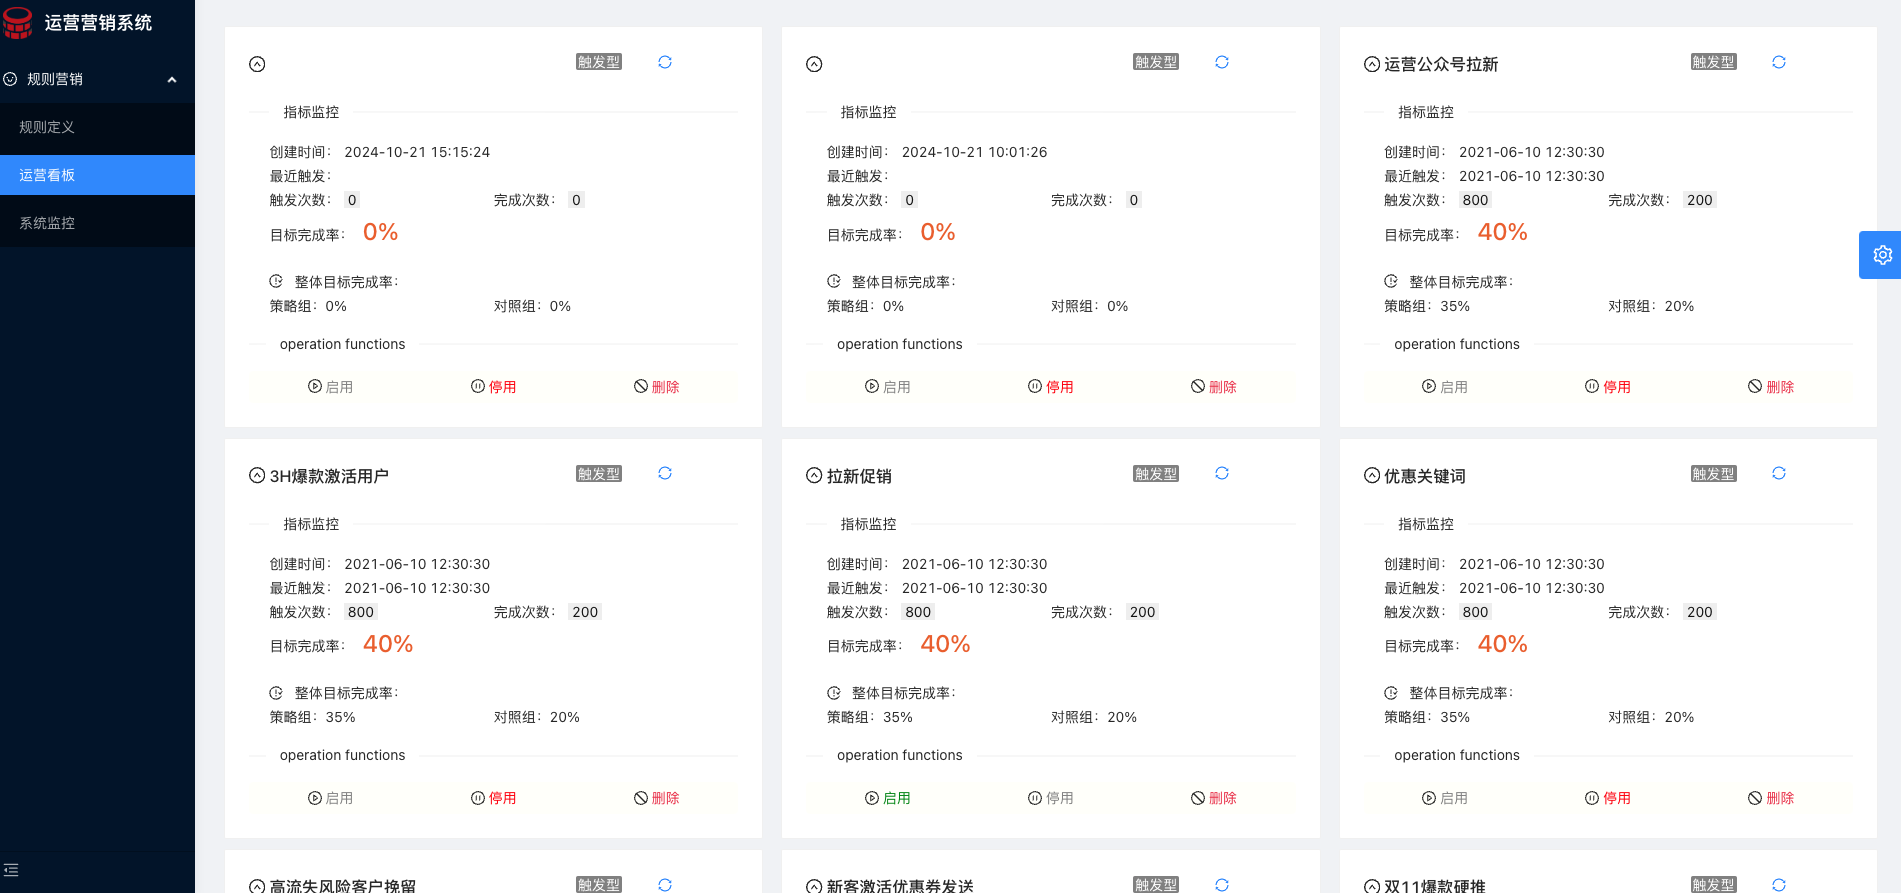 运营营销系统
规则营销
规则定义
运营看板
系统监控
触发型
指标监控
创建时间： 2024-10-21 15:15:24
最近触发：
触发次数： 0 完成次数： 0
目标完成率： 0%
整体目标完成率：
策略组：0% 对照组：0%
operation functions
启用 停用 删除
触发型
指标监控
创建时间： 2024-10-21 10:01:26
最近触发：
触发次数： 0 完成次数： 0
目标完成率： 0%
整体目标完成率：
策略组：0% 对照组：0%
operation functions
启用 停用 删除
运营公众号拉新 触发型
指标监控
创建时间： 2021-06-10 12:30:30
最近触发： 2021-06-10 12:30:30
触发次数： 800 完成次数： 200
目标完成率： 40%
整体目标完成率：
策略组：35% 对照组：20%
operation functions
启用 停用 删除
3H爆款激活用户 触发型
指标监控
创建时间： 2021-06-10 12:30:30
最近触发： 2021-06-10 12:30:30
触发次数： 800 完成次数： 200
目标完成率： 40%
整体目标完成率：
策略组：35% 对照组：20%
operation functions
启用 停用 删除
拉新促销 触发型
指标监控
创建时间： 2021-06-10 12:30:30
最近触发： 2021-06-10 12:30:30
触发次数： 800 完成次数： 200
目标完成率： 40%
整体目标完成率：
策略组：35% 对照组：20%
operation functions
启用 停用 删除
优惠关键词 触发型
指标监控
创建时间： 2021-06-10 12:30:30
最近触发： 2021-06-10 12:30:30
触发次数： 800 完成次数： 200
目标完成率： 40%
整体目标完成率：
策略组：35% 对照组：20%
operation functions
启用 停用 删除
高流失风险客户挽留 触发型
新客激活优惠券发送 触发型
双11爆款硬推 触发型